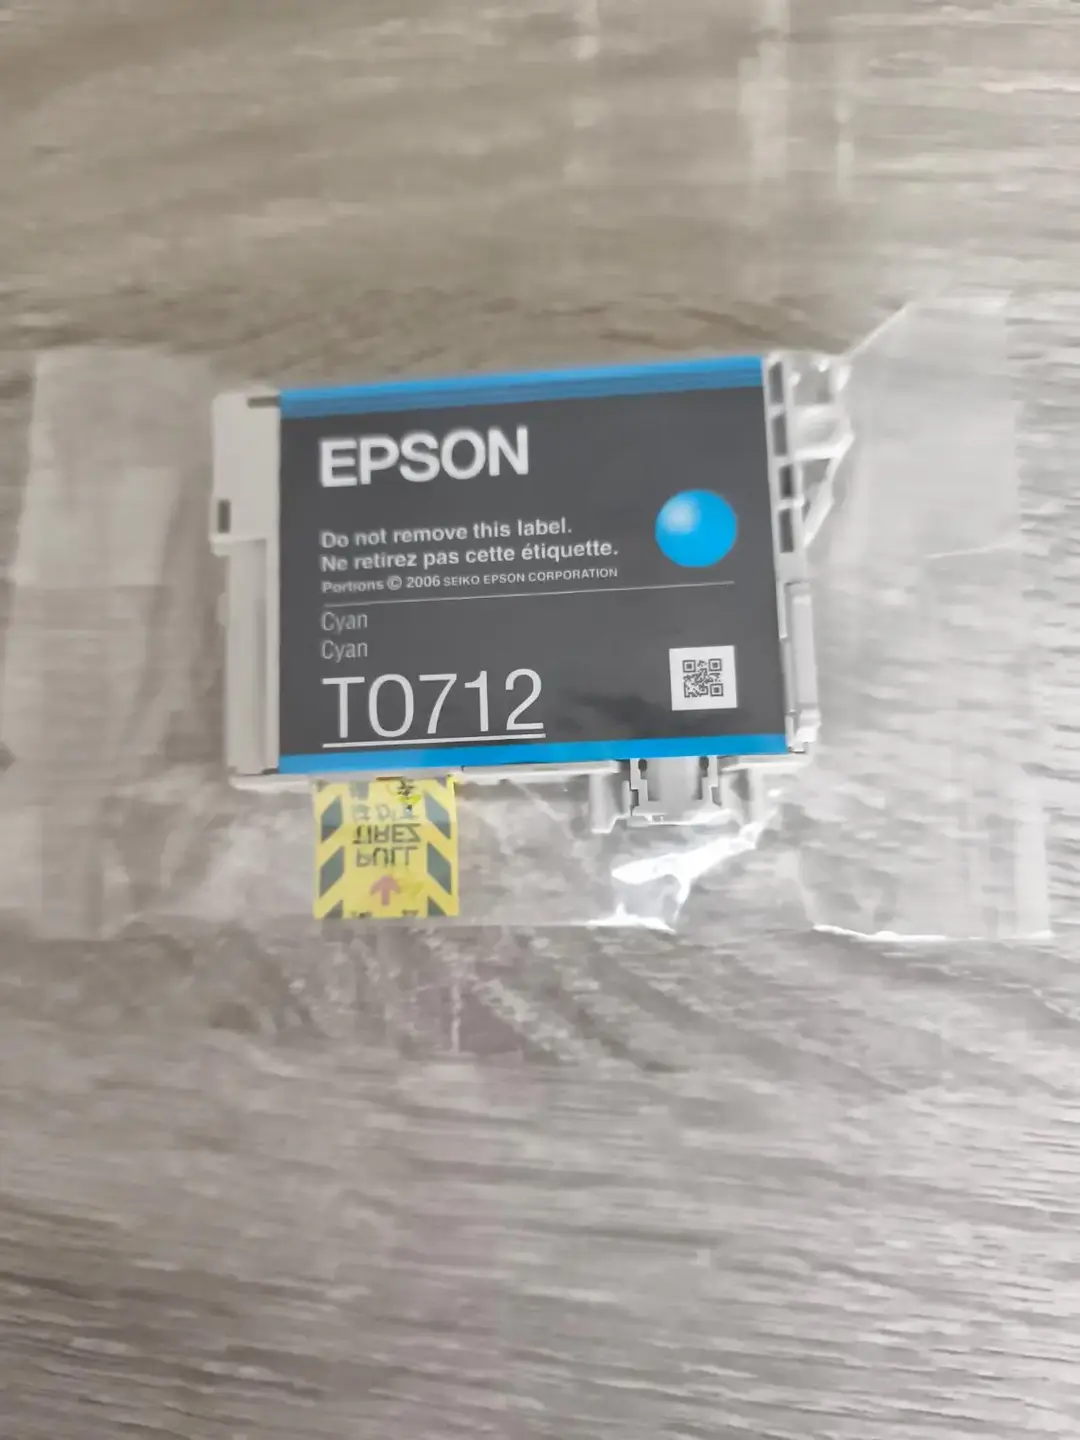 EPSON
Do not remove this label.
Ne retirez pas cette étiquette.
Portions © 2006 SEIKO EPSON CORPORATION
Cyan
Cyan
T0712
TIREZ
PULL